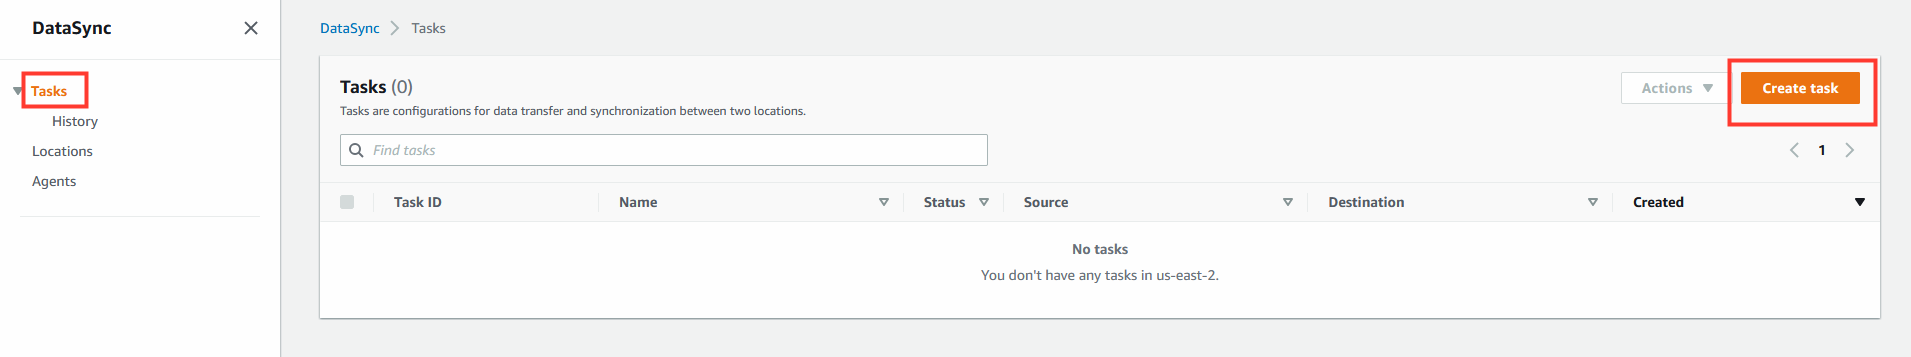 DataSync
Tasks
History
Locations
Agents
DataSync Tasks
Tasks (0)
Tasks are configurations for data transfer and synchronization between two locations.
Actions
Create task
Find tasks
1
Task ID Name Status Source Destination Created
No tasks
You don't have any tasks in us-east-2.